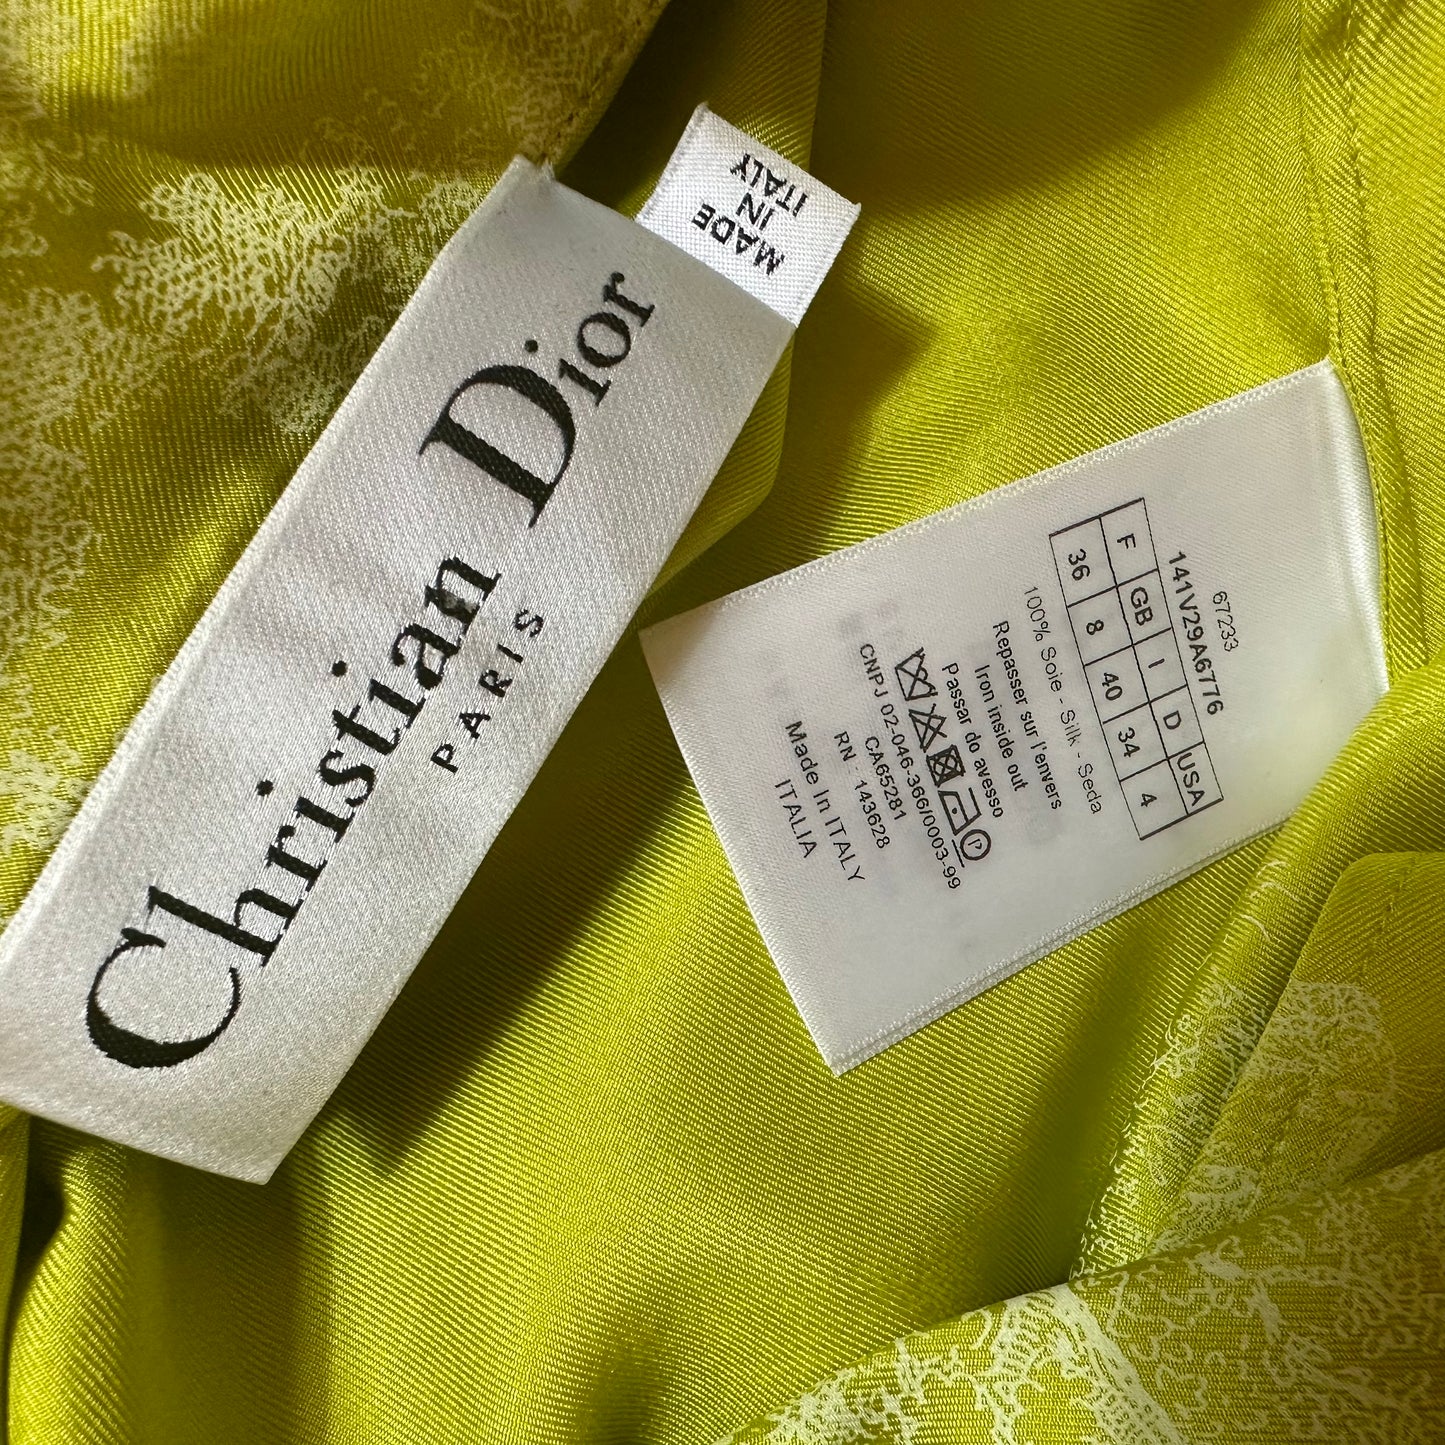 Christian Dior
PARIS
MADE
IN
ITALY
67233
141V29A6776
F GB I D USA
36 8 40 34 4
100% Soie - Silk - Seda
Repasser sur l'envers
Iron inside out
Passar do avesso
P
CNPJ 02-046-366/0003-99
CA65281
RN - 143628
Made In ITALY
ITALIA